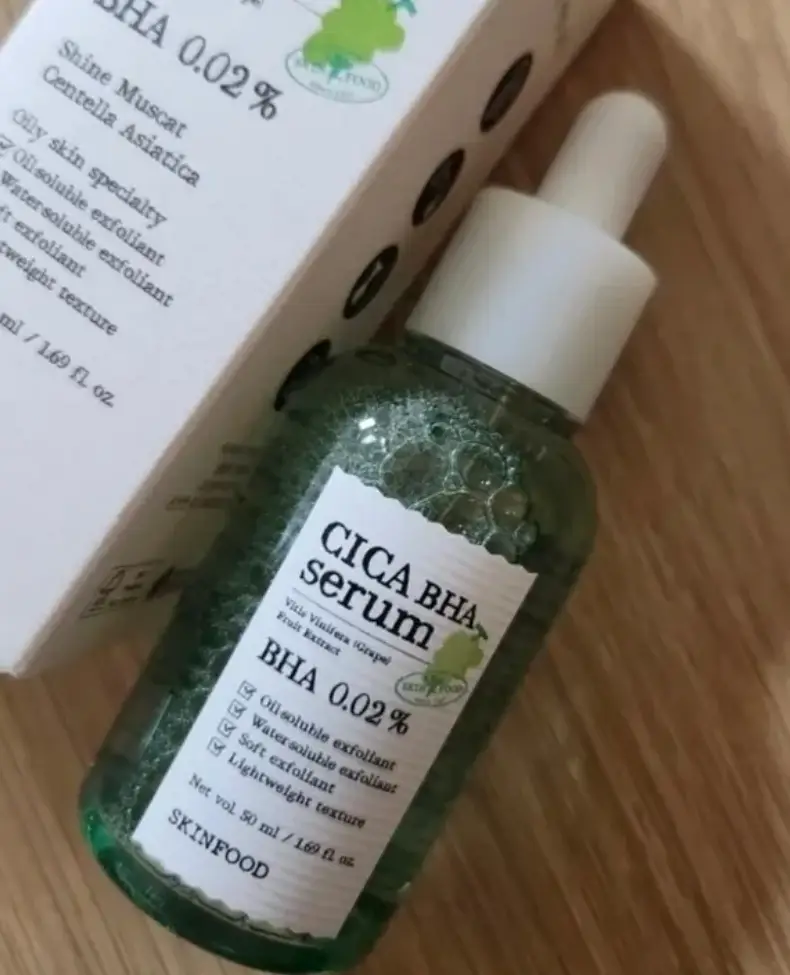 BHA 0.02%
SKINFOOD
Shine Muscat
Centella Asiatica
Oily skin specialty
Oil soluble exfoliant
Water soluble exfoliant
exfoliant
texture
ml / 1.69 fl oz.
CICA BHA
serum
Vitis Vinifera (Grape)
Fruit Extract
BHA 0.02%
SKINFOOD
Oil soluble exfoliant
Water soluble exfoliant
Soft exfoliant
Lightweight texture
Net vol. 50 ml / 1.69 fl oz.
SKINFOOD